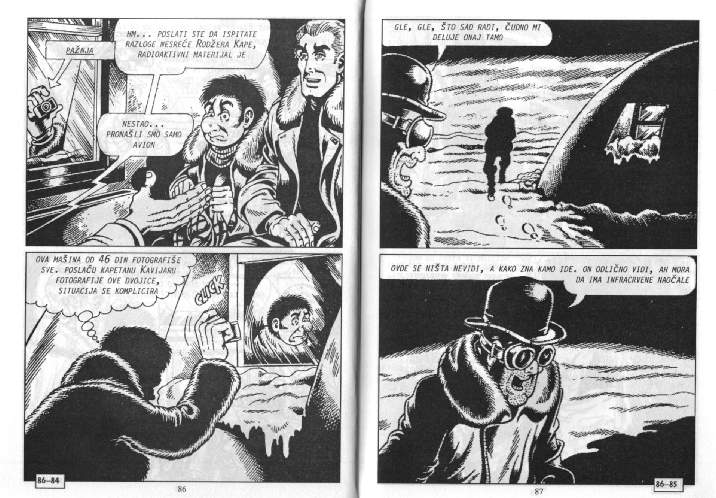 PAŽNJA
HM... POSLATI STE DA ISPITATE
RAZLOGE NESREĆE RODŽERA KAPE,
RADIOAKTIVNI MATERIJAL JE
NESTAO...
PRONAŠLI SMO SAMO
AVION
OVA MAŠINA OD 46 DIN FOTOGRAFIŠE
SVE. POSLAĆU KAPETANU KAVIJARU
FOTOGRAFIJE OVE DVOJICE,
SITUACIJA SE KOMPLICIRA
CLICK
86-84
86
GLE, GLE, ŠTO SAD RADI, ČUDNO MI
DELUJE ONAJ TAMO
OVDE SE NIŠTA NEVIDI, A KAKO ZNA KAMO IDE. ON ODLIČNO VIDI, AH MORA
DA IMA INFRACRVENE NAOČALE
86-85
87